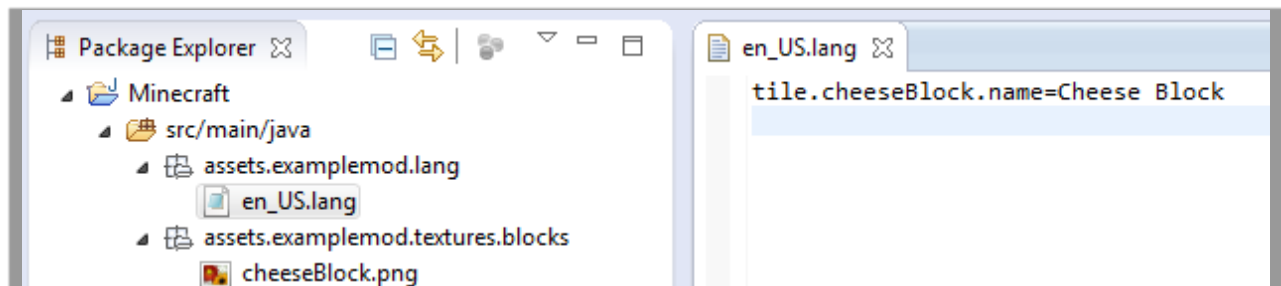 Package Explorer
Minecraft
src/main/java
assets.examplemod.lang
en_US.lang
assets.examplemod.textures.blocks
cheeseBlock.png
en_US.lang
tile.cheeseBlock.name=Cheese Block